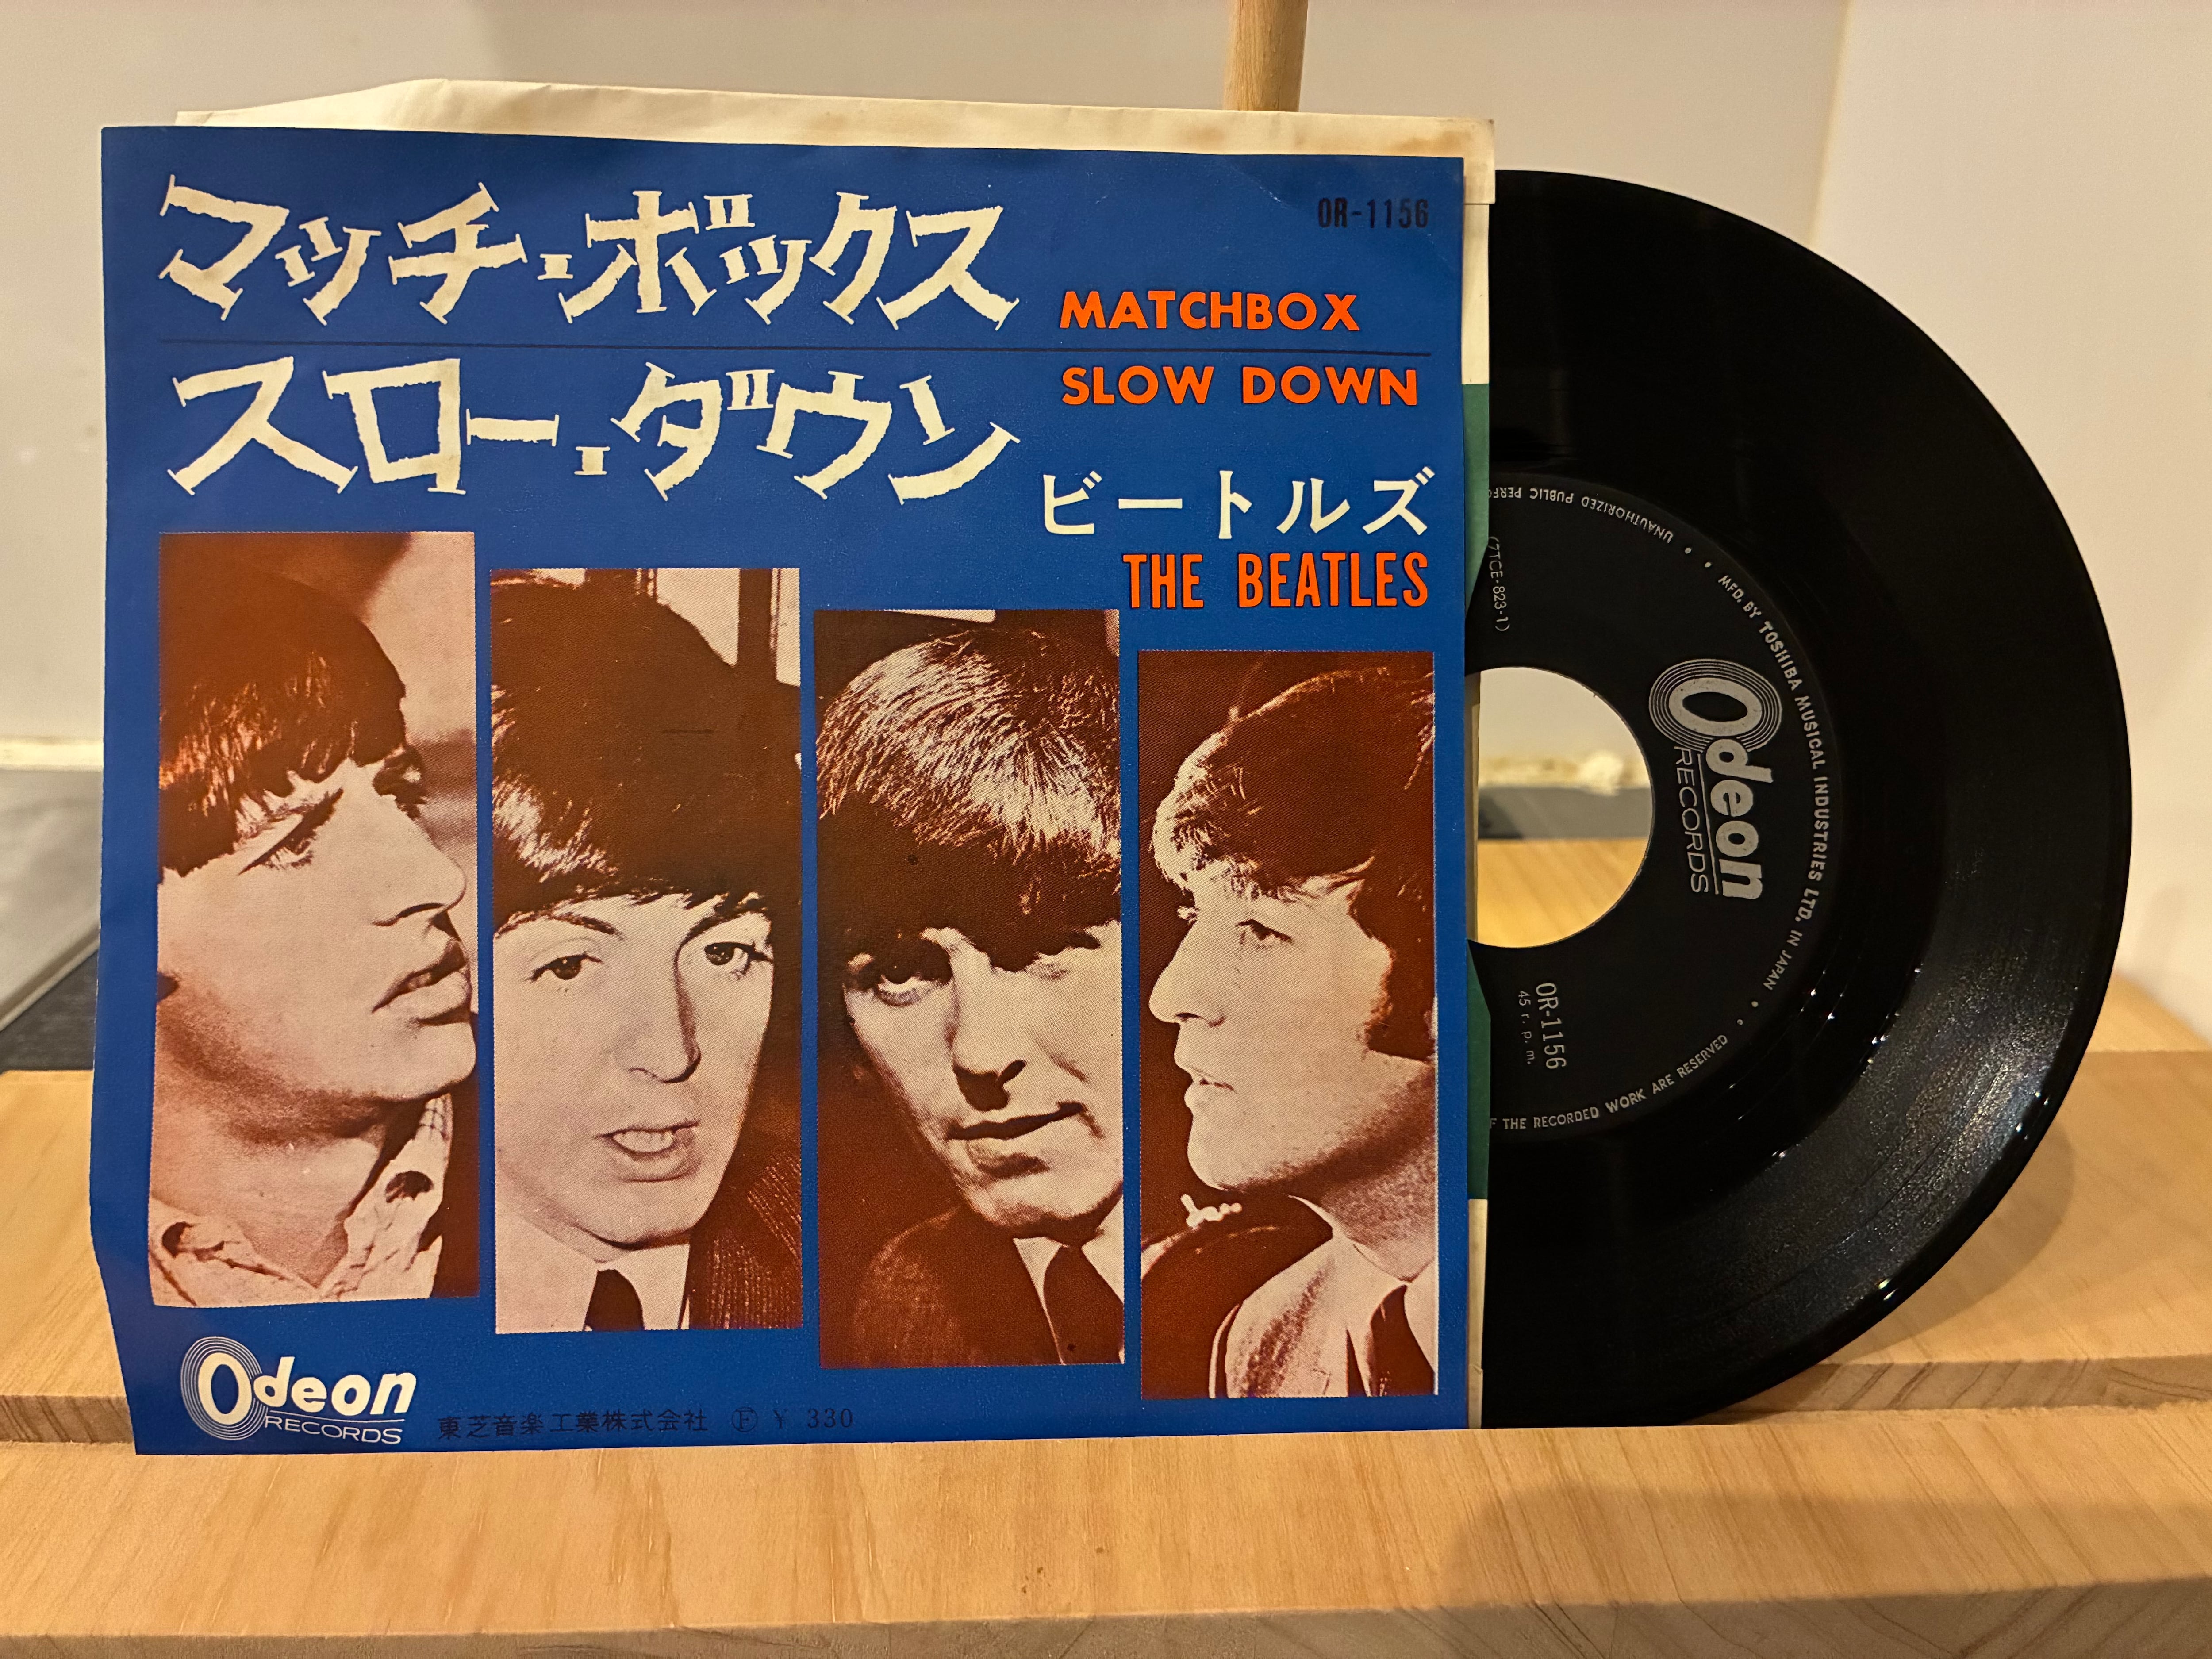 OR-1156
マッチ・ボックス
MATCHBOX
スロー・ダウン
SLOW DOWN
ビートルズ
THE BEATLES
Odeon
RECORDS
東芝音楽工業株式会社 Ⓕ ¥ 330
UNAUTHORIZED PUBLIC
• MFD. BY TOSHIBA MUSICAL INDUSTRIES LTD. IN JAPAN •
F THE RECORDED WORK ARE RESERVED
(7TCE-823-1)
Odeon
RECORDS
OR-1156
45 r. p. m.